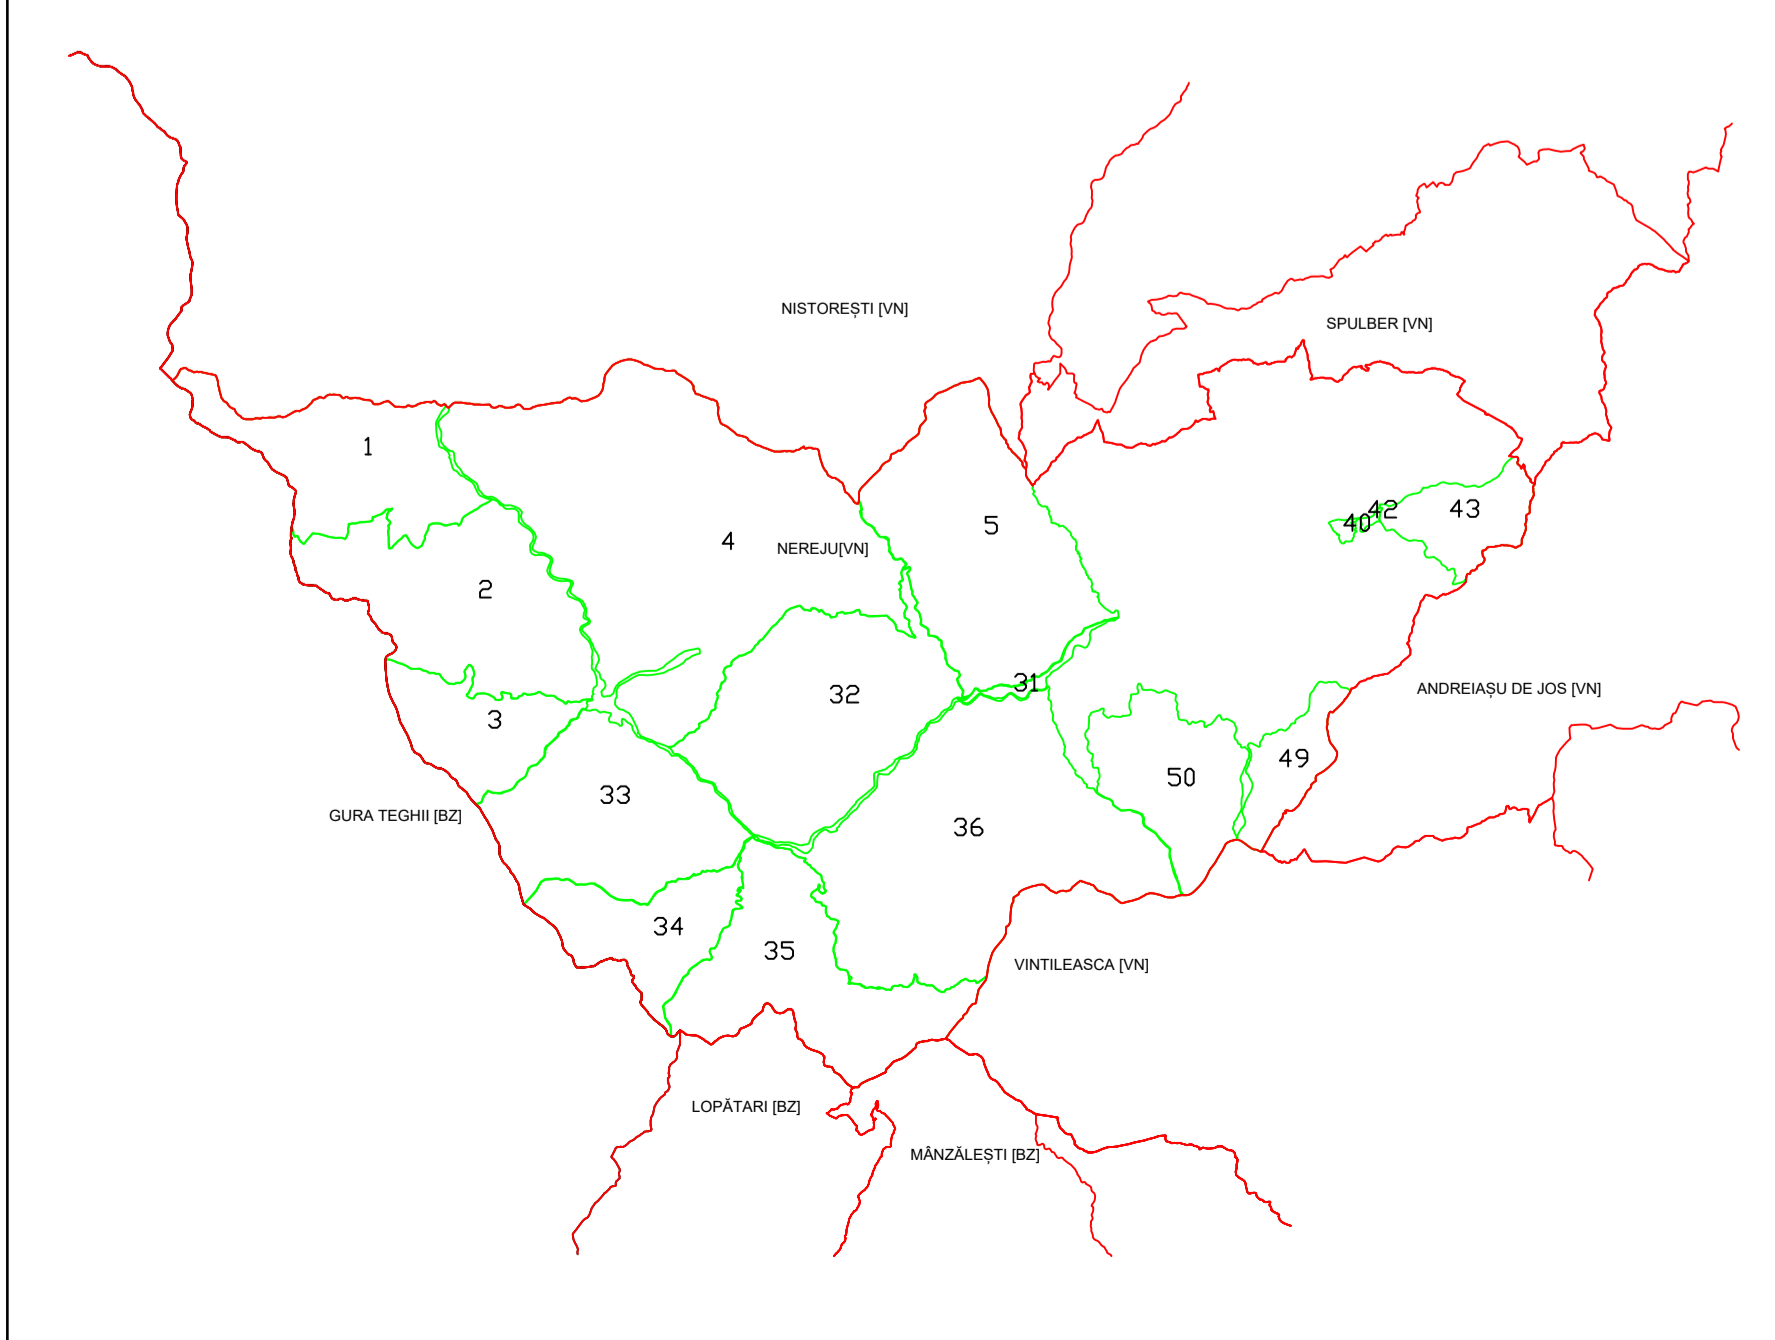 NISTOREȘTI [VN]
SPULBER [VN]
1
4
NEREJU[VN]
5
40
42
43
2
3
32
31
ANDREIAȘU DE JOS [VN]
GURA TEGHII [BZ]
33
36
50
49
34
35
VINTILEASCA [VN]
LOPĂTARI [BZ]
MÂNZĂLEȘTI [BZ]